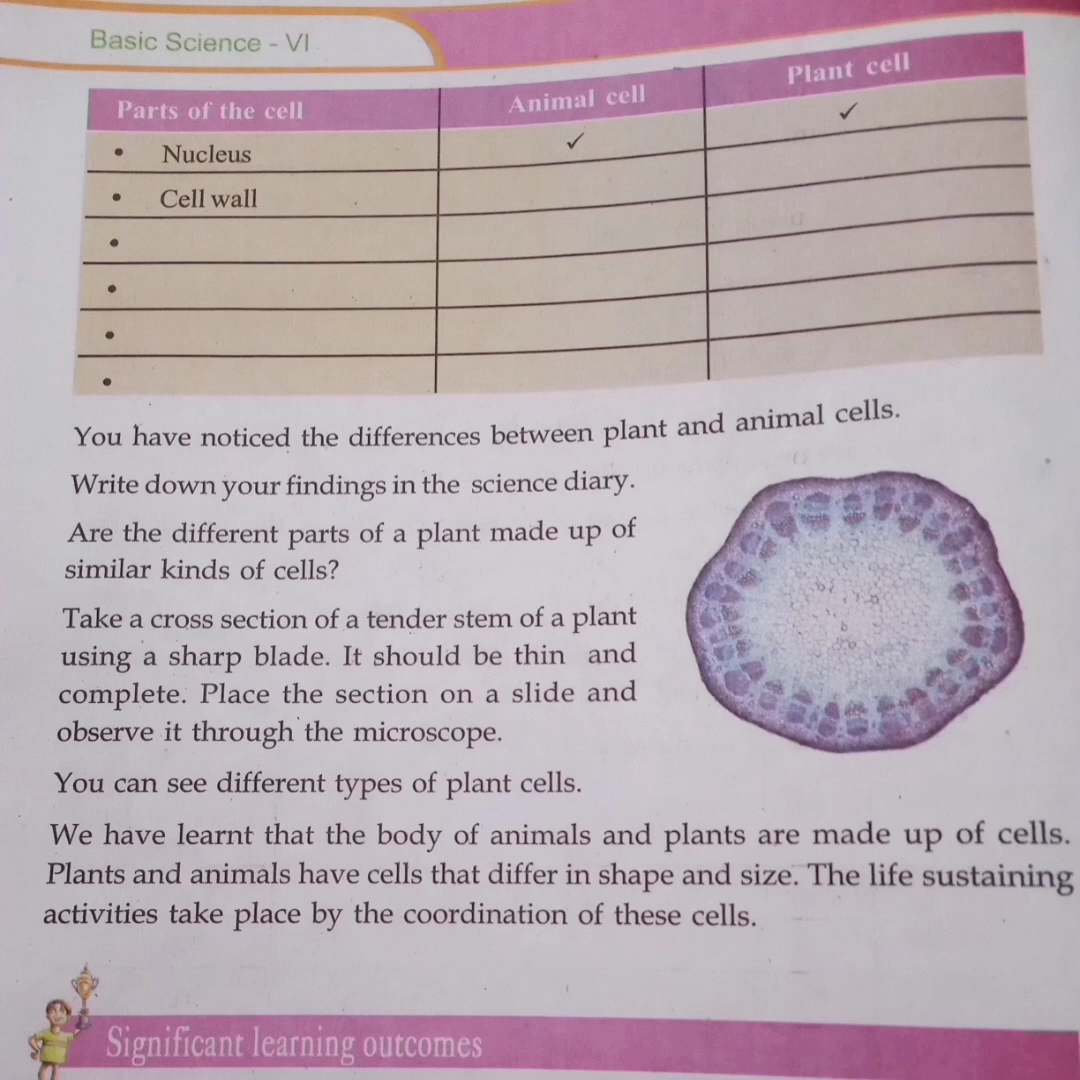 Basic Science - VI
Parts of the cell Animal cell Plant cell
• Nucleus ✓ ✓
• Cell wall
•
•
•
•
You have noticed the differences between plant and animal cells.
Write down your findings in the science diary.
Are the different parts of a plant made up of
similar kinds of cells?
Take a cross section of a tender stem of a plant
using a sharp blade. It should be thin and
complete. Place the section on a slide and
observe it through the microscope.
You can see different types of plant cells.
We have learnt that the body of animals and plants are made up of cells.
Plants and animals have cells that differ in shape and size. The life sustaining
activities take place by the coordination of these cells.
Significant learning outcomes